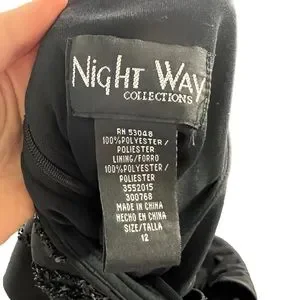 Night Way
COLLECTIONS
RN 53048
100%POLYESTER/
POLIESTER
LINING/FORRO
100%POLYESTER/
POLIESTER
3552015
300768
MADE IN CHINA
HECHO EN CHINA
SIZE/TALLA
12